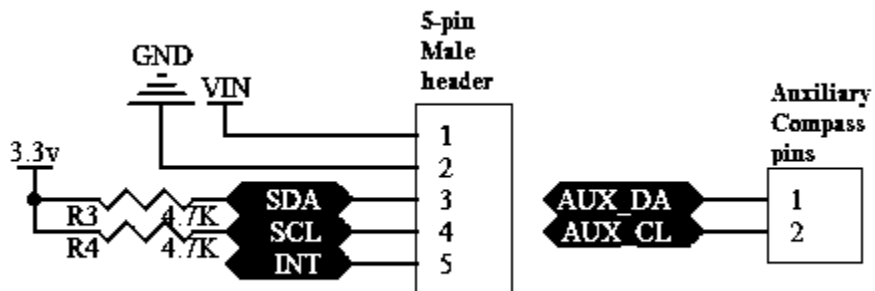 5-pin
Male
header
GND
VIN
Auxiliary
Compass
pins
3.3v
1
2
R3 4.7K SDA 3
R4 4.7K SCL 4
INT 5
AUX_DA 1
AUX_CL 2